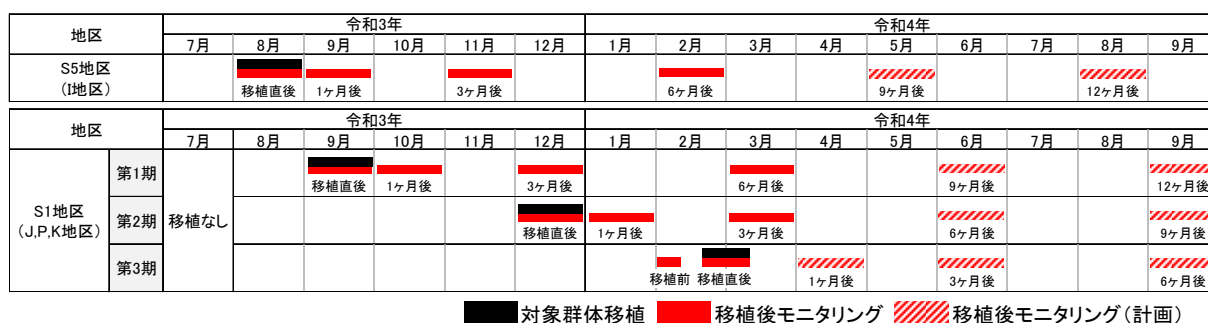 地区 令和3年 令和4年
7月 8月 9月 10月 11月 12月 1月 2月 3月 4月 5月 6月 7月 8月 9月
S5地区
(I地区)
移植直後 1ヶ月後 3ヶ月後 6ヶ月後 9ヶ月後 12ヶ月後
地区 令和3年 令和4年
7月 8月 9月 10月 11月 12月 1月 2月 3月 4月 5月 6月 7月 8月 9月
S1地区
(J,P,K地区)
移植なし
第1期 移植直後 1ヶ月後 3ヶ月後 6ヶ月後 9ヶ月後 12ヶ月後
第2期 移植直後 1ヶ月後 3ヶ月後 6ヶ月後 9ヶ月後
第3期 移植前 移植直後 1ヶ月後 3ヶ月後 6ヶ月後
対象群体移植 移植後モニタリング 移植後モニタリング(計画)